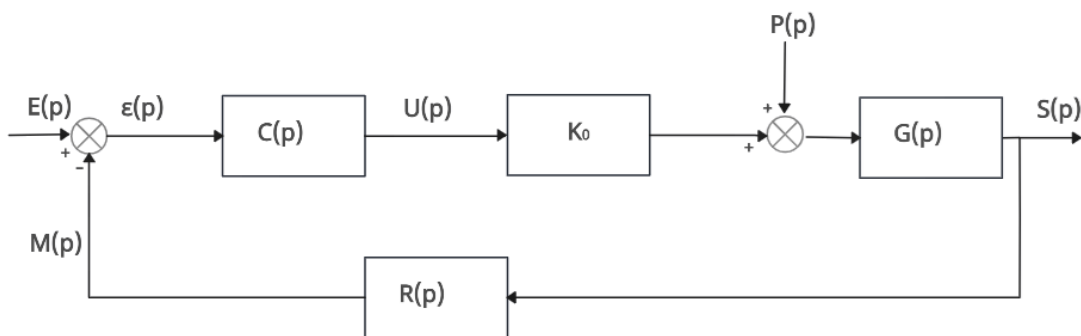 P(p)
E(p)
ε(p)
C(p)
U(p)
K₀
G(p)
S(p)
+
-
+
+
M(p)
R(p)